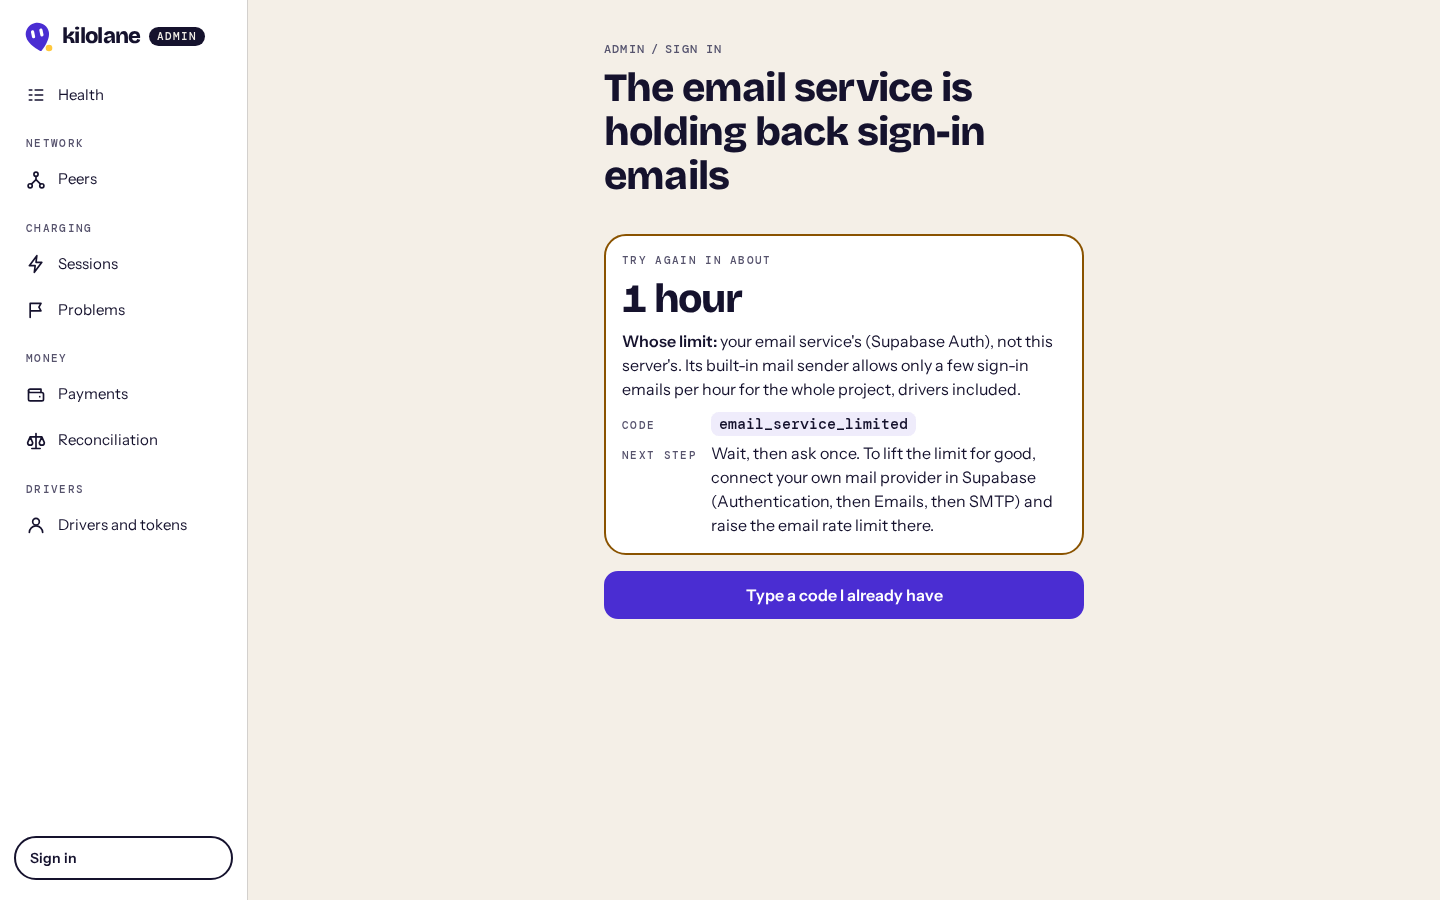 kilolane ADMIN
Health
NETWORK
Peers
CHARGING
Sessions
Problems
MONEY
Payments
Reconciliation
DRIVERS
Drivers and tokens
Sign in
ADMIN / SIGN IN
The email service is
holding back sign-in
emails
TRY AGAIN IN ABOUT
1 hour
Whose limit: your email service's (Supabase Auth), not this
server's. Its built-in mail sender allows only a few sign-in
emails per hour for the whole project, drivers included.
CODE email_service_limited
NEXT STEP Wait, then ask once. To lift the limit for good,
connect your own mail provider in Supabase
(Authentication, then Emails, then SMTP) and
raise the email rate limit there.
Type a code I already have